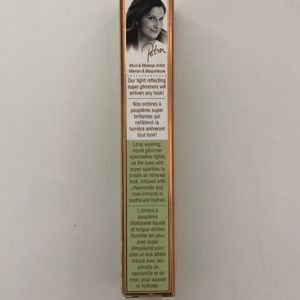 Petra
Mum & Makeup Artist
Maman & Maquilleuse
Our light reflecting
super glimmers will
enliven any look!
Nos ombres à
paupières super
brillantes qui
reflètent la
lumière animeront
tout look!
Long wearing,
liquid glimmer
eyeshadow lights
up the eyes with
super sparkles to
create an ethereal
look. Infused with
chamomile and
rose extracts to
soothe and hydrate.
L'ombre à
paupières
chatoyante liquide
et longue durée
illumine les yeux
avec super
étincelante pour
créer un look éthéré
Infusé avec des
extraits de
camomille et de
rose, pour apaiser
et hydrater.